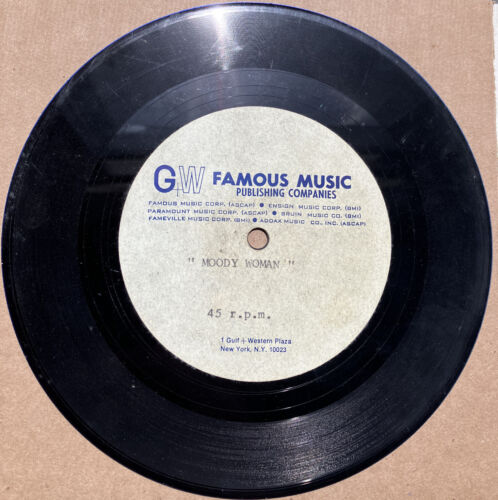 G+W FAMOUS MUSIC
PUBLISHING COMPANIES
FAMOUS MUSIC CORP. (ASCAP) ● ENSIGN MUSIC CORP. (BMI)
PARAMOUNT MUSIC CORP. (ASCAP) ● BRUIN MUSIC CO. (BMI)
FAMEVILLE MUSIC CORP. (BMI) ● ADDAX MUSIC CO., INC. (ASCAP)
" MOODY WOMAN "
45 r.p.m.
1 Gulf + Western Plaza
New York, N.Y. 10023